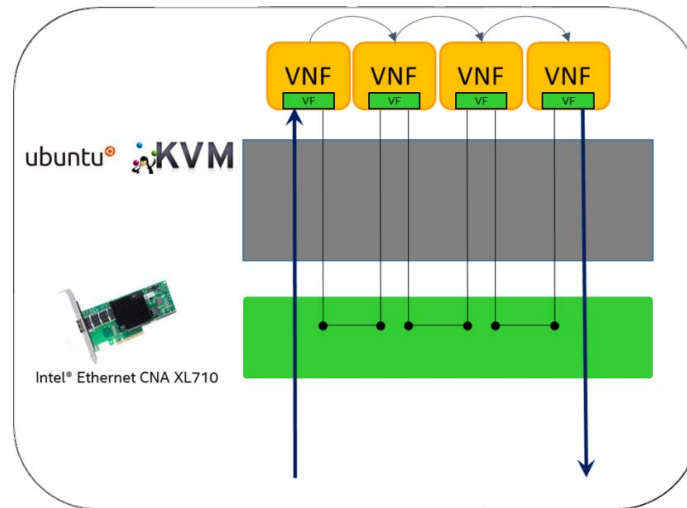 VNF VNF VNF VNF
VF VF VF VF
ubuntu KVM
Intel® Ethernet CNA XL710